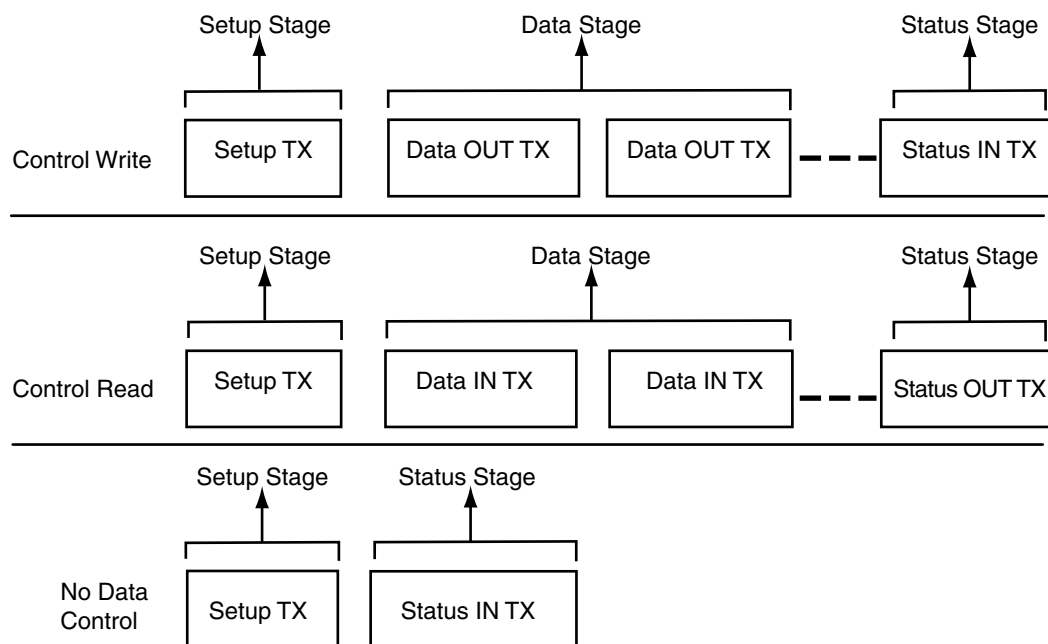 Setup Stage
Data Stage
Status Stage
Control Write
Setup TX
Data OUT TX
Data OUT TX
Status IN TX
Setup Stage
Data Stage
Status Stage
Control Read
Setup TX
Data IN TX
Data IN TX
Status OUT TX
Setup Stage
Status Stage
No Data
Control
Setup TX
Status IN TX